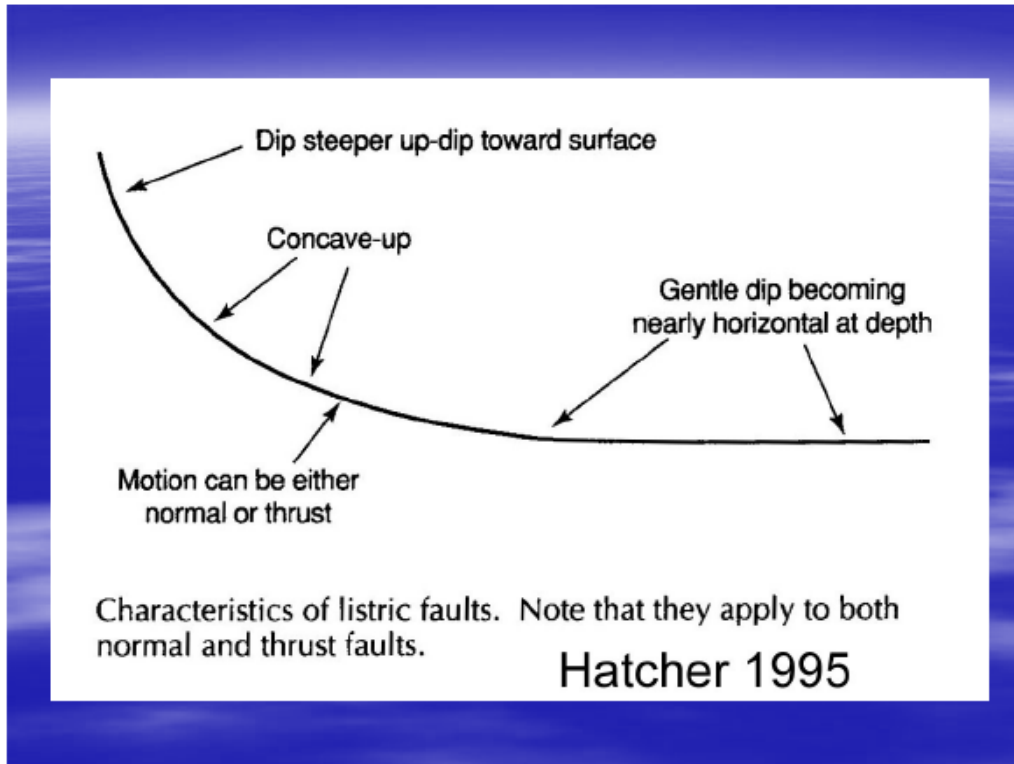 Dip steeper up-dip toward surface
Concave-up
Gentle dip becoming
nearly horizontal at depth
Motion can be either
normal or thrust
Characteristics of listric faults. Note that they apply to both
normal and thrust faults.
Hatcher 1995